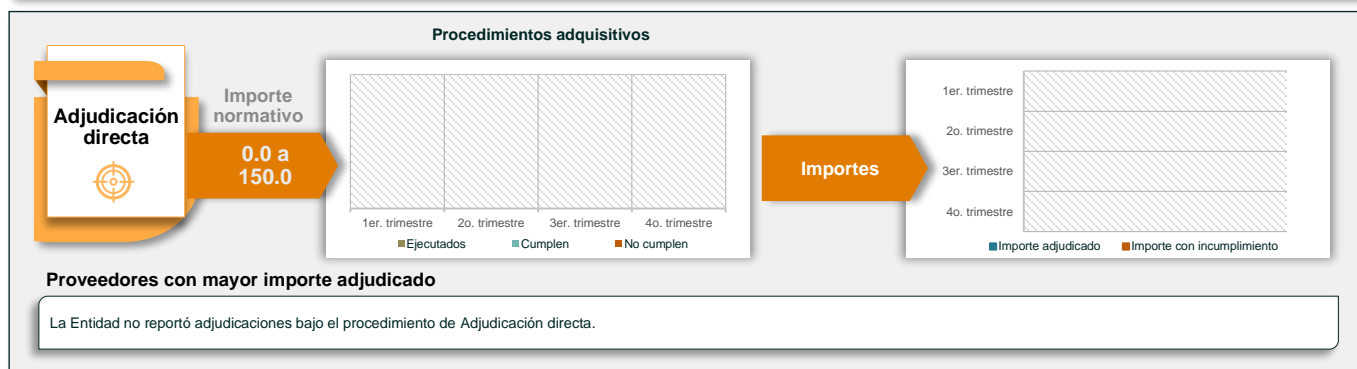 Procedimientos adquisitivos
Adjudicación
directa
Importe
normativo
0.0 a
150.0
1er. trimestre 2o. trimestre 3er. trimestre 4o. trimestre
Ejecutados Cumplen No cumplen
Importes
1er. trimestre
2o. trimestre
3er. trimestre
4o. trimestre
Importe adjudicado Importe con incumplimiento
Proveedores con mayor importe adjudicado
La Entidad no reportó adjudicaciones bajo el procedimiento de Adjudicación directa.